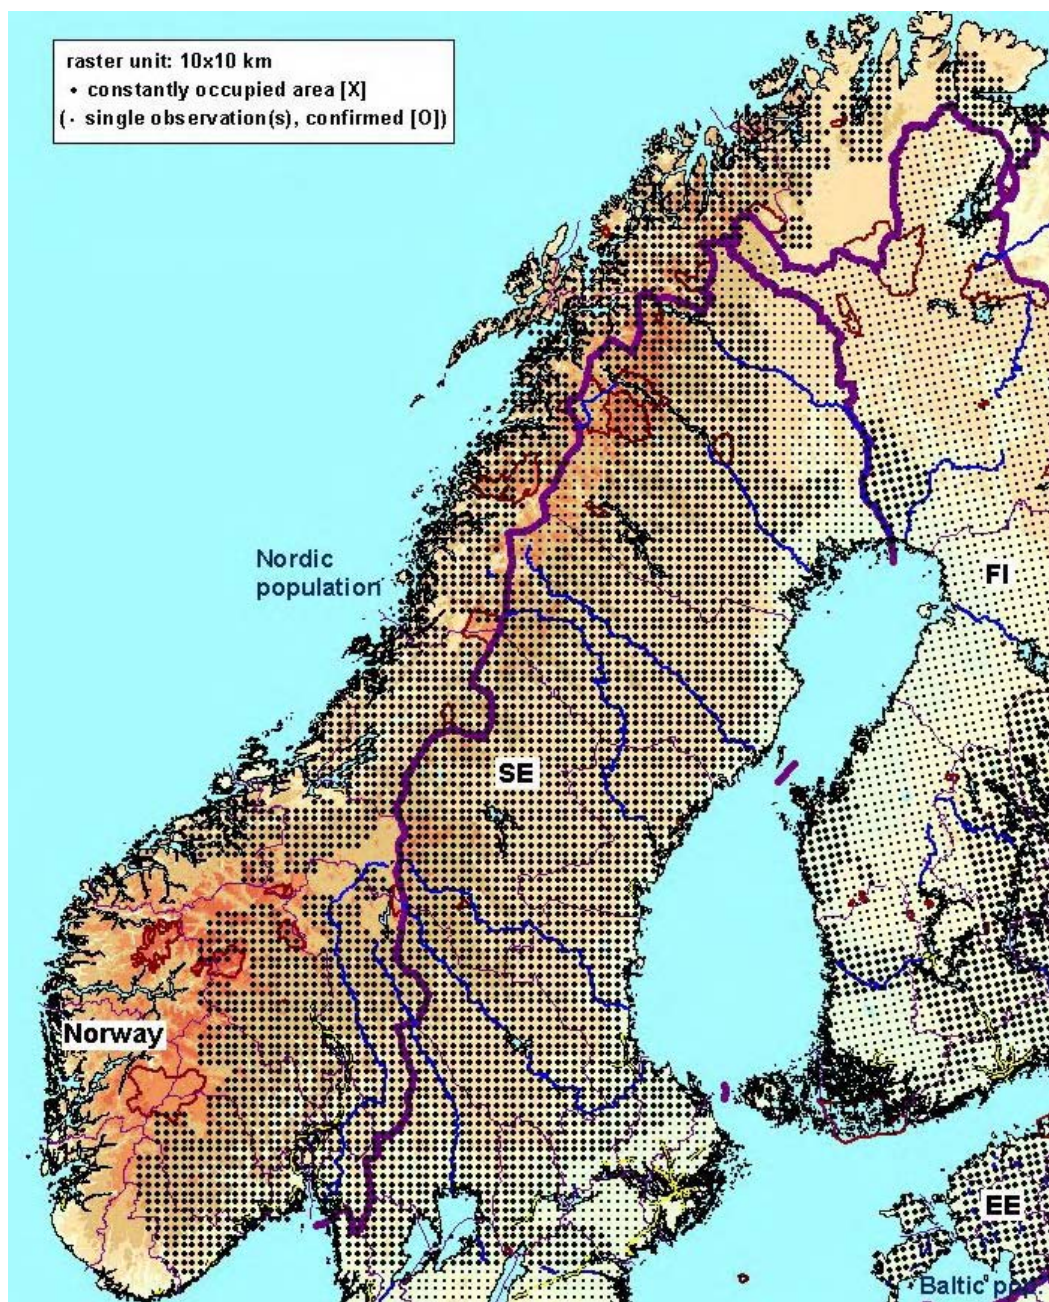 raster unit: 10x10 km
• constantly occupied area [X]
(· single observation(s), confirmed [O])
Nordic
population
FI
SE
Norway
EE
Baltic pop.